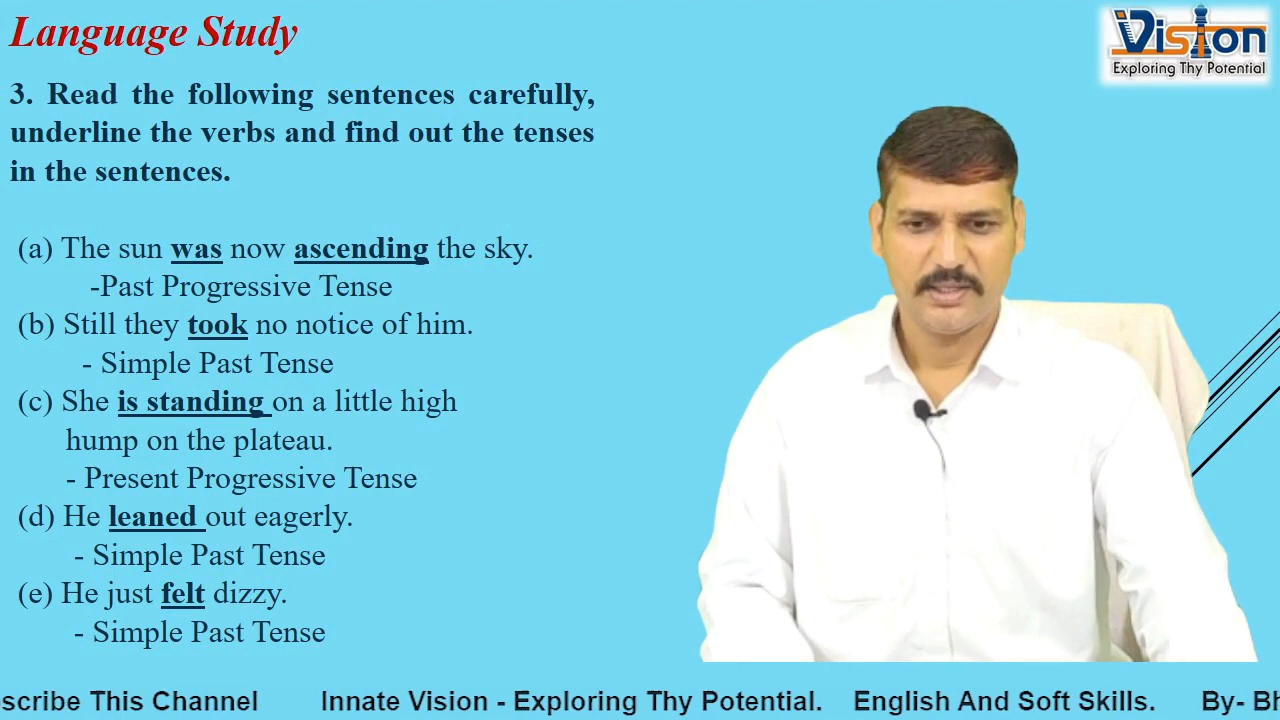 Language Study
Vision
Exploring Thy Potential
3. Read the following sentences carefully,
underline the verbs and find out the tenses
in the sentences.
(a) The sun was now ascending the sky.
-Past Progressive Tense
(b) Still they took no notice of him.
- Simple Past Tense
(c) She is standing on a little high
hump on the plateau.
- Present Progressive Tense
(d) He leaned out eagerly.
- Simple Past Tense
(e) He just felt dizzy.
- Simple Past Tense
scribe This Channel Innate Vision - Exploring Thy Potential. English And Soft Skills. By- Bh